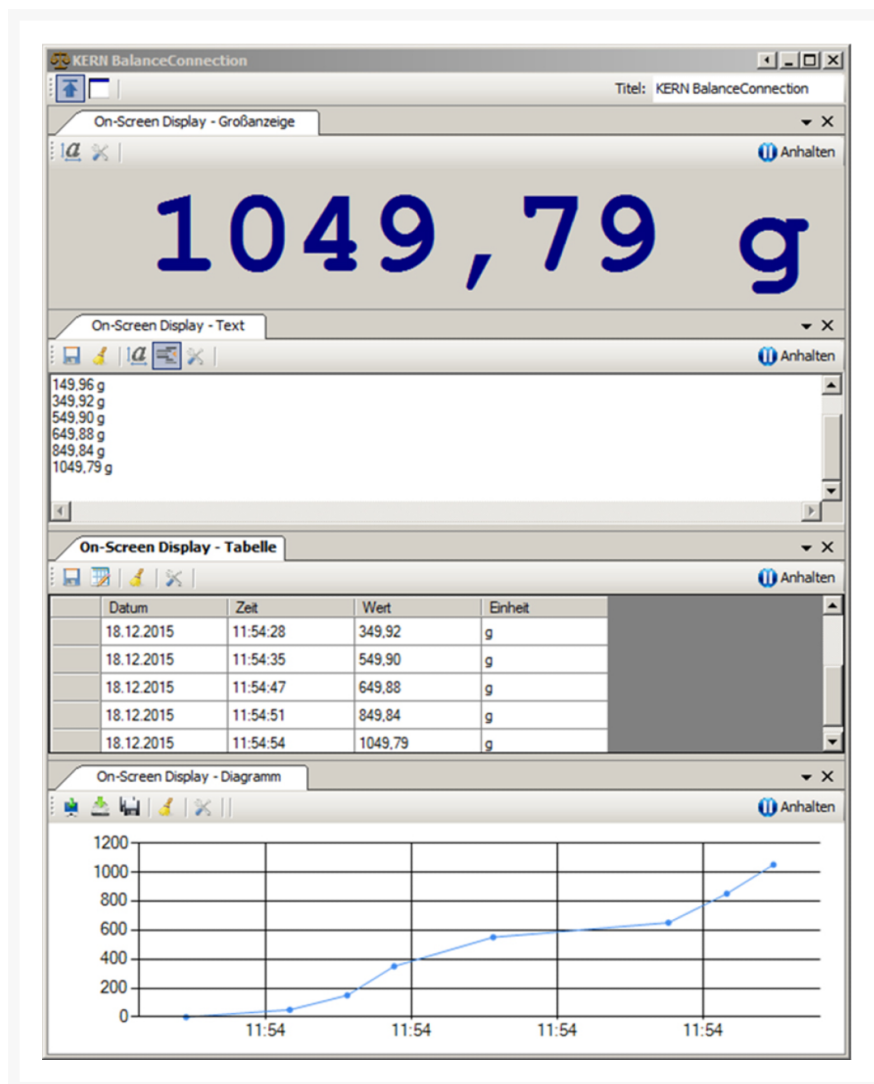 KERN BalanceConnection
Titel: KERN BalanceConnection
On-Screen Display - Großanzeige
a Anhalten
1049,79 g
On-Screen Display - Text
a Anhalten
149,96 g
349,92 g
549,90 g
649,88 g
849,84 g
1049,79 g
On-Screen Display - Tabelle
Anhalten
Datum Zeit Wert Einheit
18.12.2015 11:54:28 349,92 g
18.12.2015 11:54:35 549,90 g
18.12.2015 11:54:47 649,88 g
18.12.2015 11:54:51 849,84 g
18.12.2015 11:54:54 1049,79 g
On-Screen Display - Diagramm
Anhalten
1200
1000
800
600
400
200
0
11:54 11:54 11:54 11:54